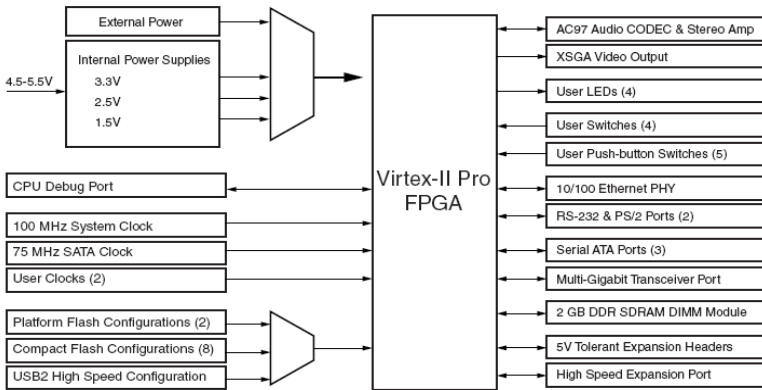 External Power
Internal Power Supplies
4.5-5.5V
3.3V
2.5V
1.5V
CPU Debug Port
100 MHz System Clock
75 MHz SATA Clock
User Clocks (2)
Platform Flash Configurations (2)
Compact Flash Configurations (8)
USB2 High Speed Configuration
Virtex-II Pro
FPGA
AC97 Audio CODEC & Stereo Amp
XSGA Video Output
User LEDs (4)
User Switches (4)
User Push-button Switches (5)
10/100 Ethernet PHY
RS-232 & PS/2 Ports (2)
Serial ATA Ports (3)
Multi-Gigabit Transceiver Port
2 GB DDR SDRAM DIMM Module
5V Tolerant Expansion Headers
High Speed Expansion Port